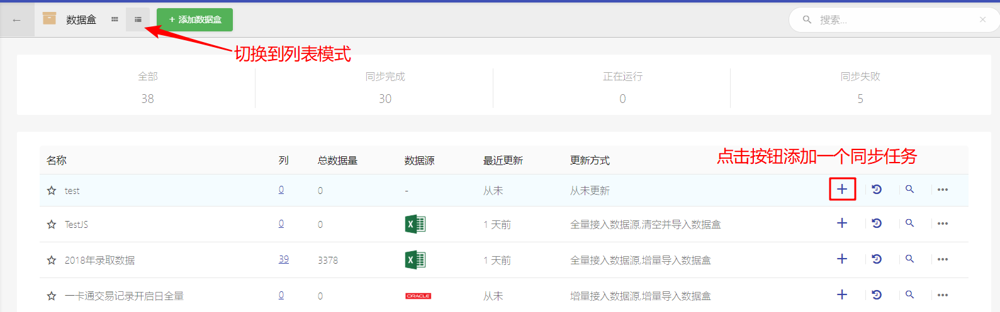 数据盒
+ 添加数据盒
搜索...
切换到列表模式
全部
同步完成
正在运行
同步失败
38
30
0
5
点击按钮添加一个同步任务
名称 列 总数据量 数据源 最近更新 更新方式
test 0 0 - 从未 从未更新
TestJS 0 0 1 天前 全量接入数据源,清空并导入数据盒
2018年录取数据 39 3378 1 天前 全量接入数据源,增量导入数据盒
一卡通交易记录开启日全量 0 0 ORACLE 从未 增量接入数据源,增量导入数据盒